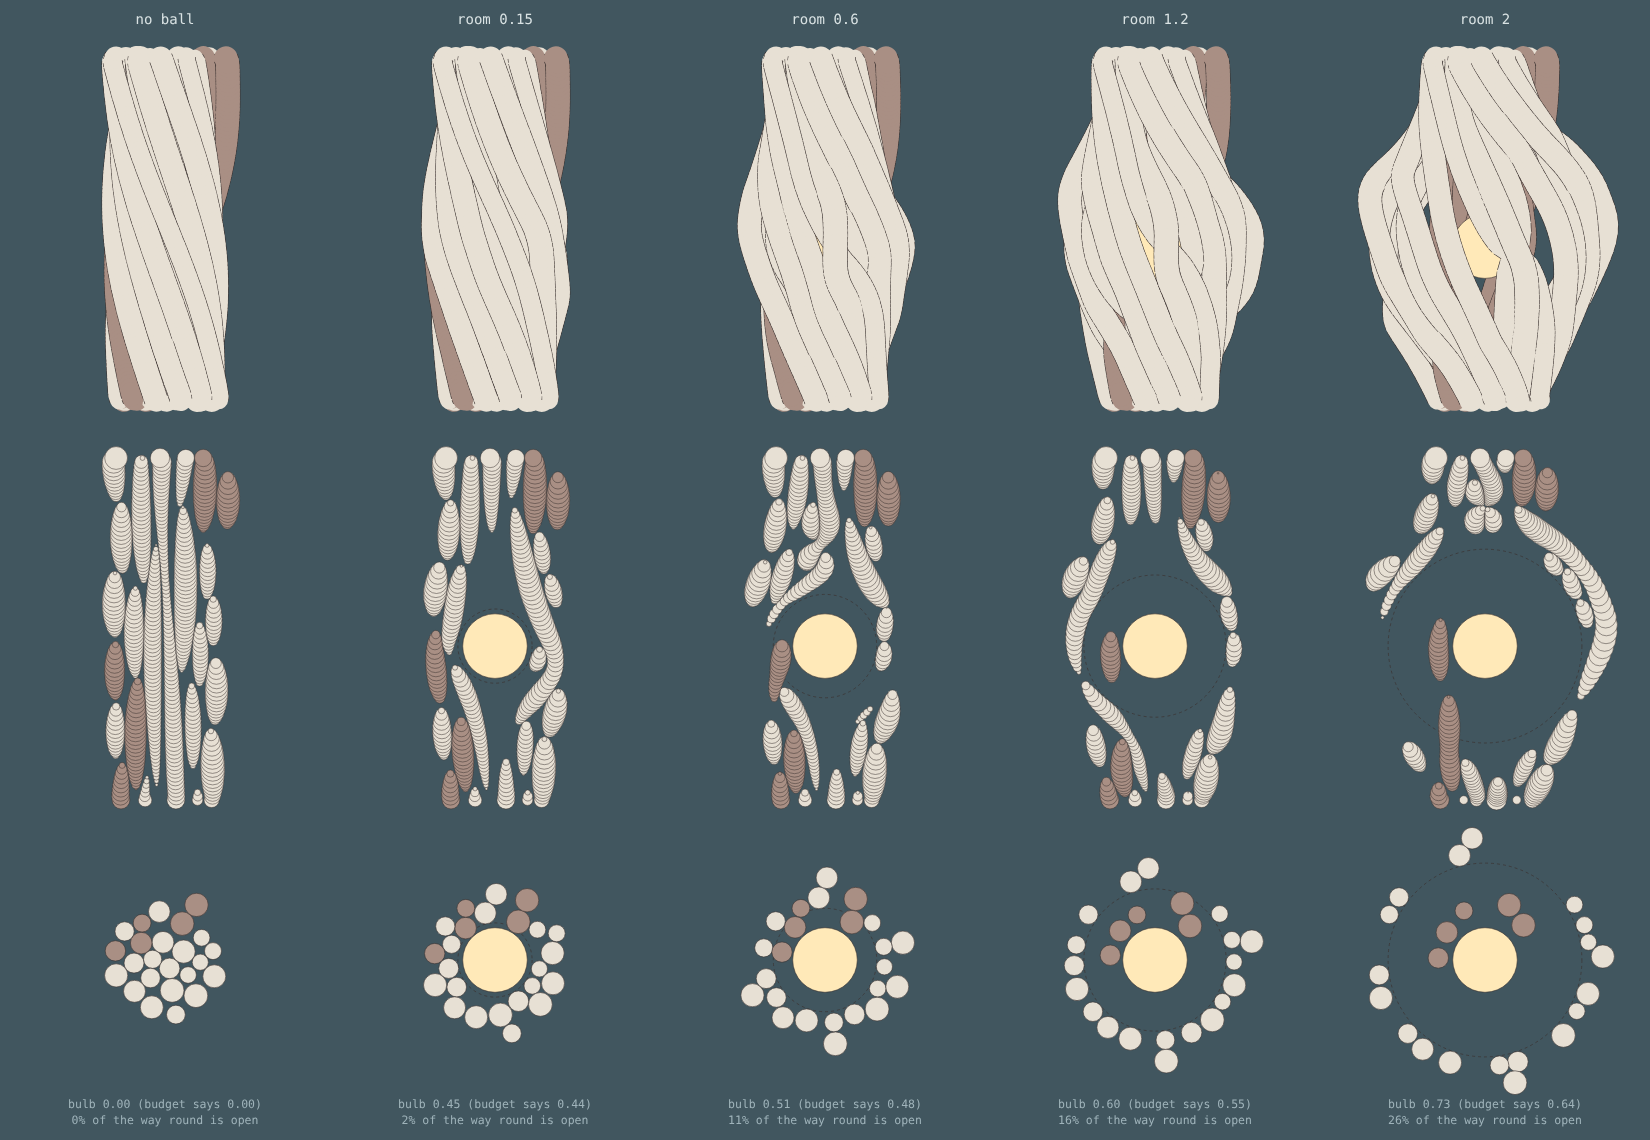 no ball
room 0.15
room 0.6
room 1.2
room 2
bulb 0.00 (budget says 0.00)
0% of the way round is open
bulb 0.45 (budget says 0.44)
2% of the way round is open
bulb 0.51 (budget says 0.48)
11% of the way round is open
bulb 0.60 (budget says 0.55)
16% of the way round is open
bulb 0.73 (budget says 0.64)
26% of the way round is open